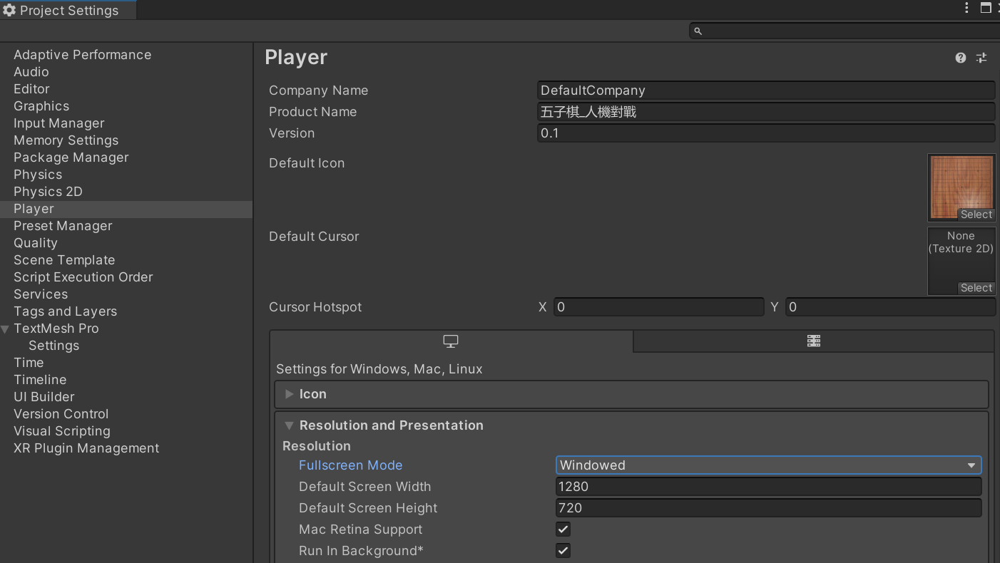 Project Settings
Adaptive Performance
Audio
Editor
Graphics
Input Manager
Memory Settings
Package Manager
Physics
Physics 2D
Player
Preset Manager
Quality
Scene Template
Script Execution Order
Services
Tags and Layers
TextMesh Pro
Settings
Time
Timeline
UI Builder
Version Control
Visual Scripting
XR Plugin Management
Player
Company Name DefaultCompany
Product Name 五子棋_人機對戰
Version 0.1
Default Icon
Select
Default Cursor
None
(Texture 2D)
Select
Cursor Hotspot X 0 Y 0
Settings for Windows, Mac, Linux
Icon
Resolution and Presentation
Resolution
Fullscreen Mode Windowed
Default Screen Width 1280
Default Screen Height 720
Mac Retina Support
Run In Background*